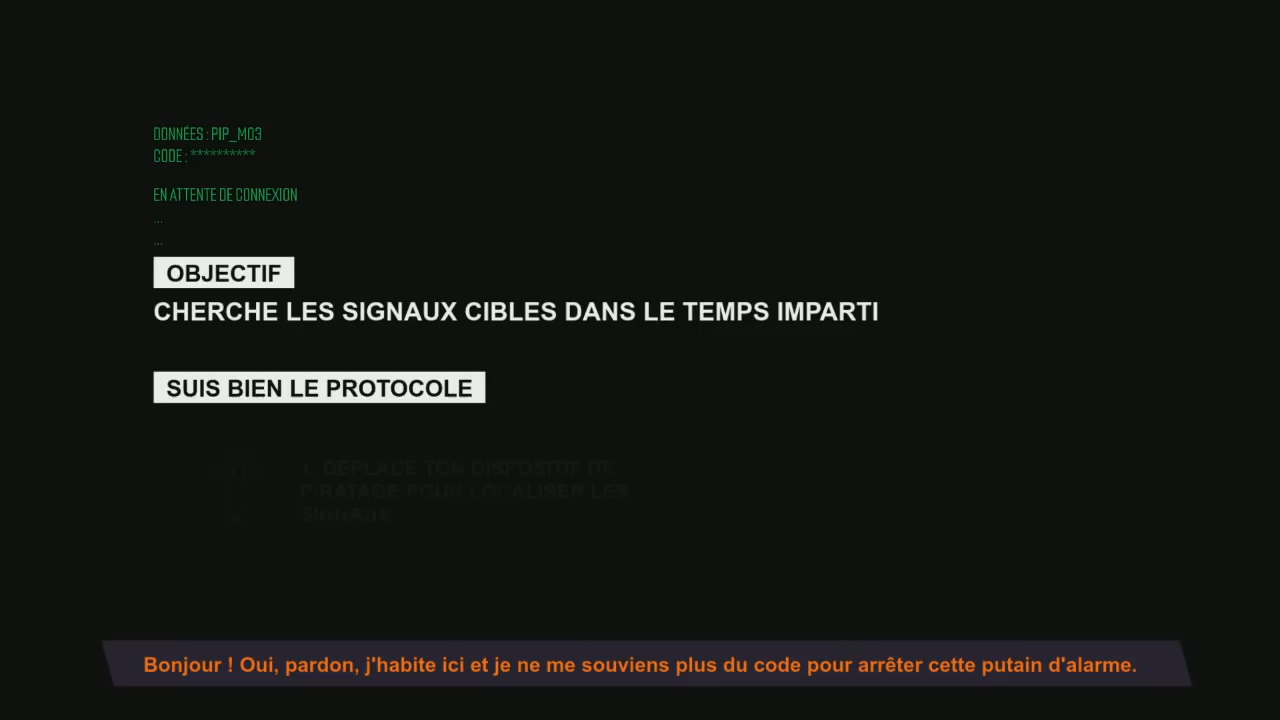 DONNÉES : PIP_M03
CODE : **********
EN ATTENTE DE CONNEXION
...
...
OBJECTIF
CHERCHE LES SIGNAUX CIBLES DANS LE TEMPS IMPARTI
SUIS BIEN LE PROTOCOLE
1. DÉPLACE TON DISPOSITIF DE
PIRATAGE POUR LOCALISER LES
SIGNAUX
Bonjour ! Oui, pardon, j'habite ici et je ne me souviens plus du code pour arrêter cette putain d'alarme.